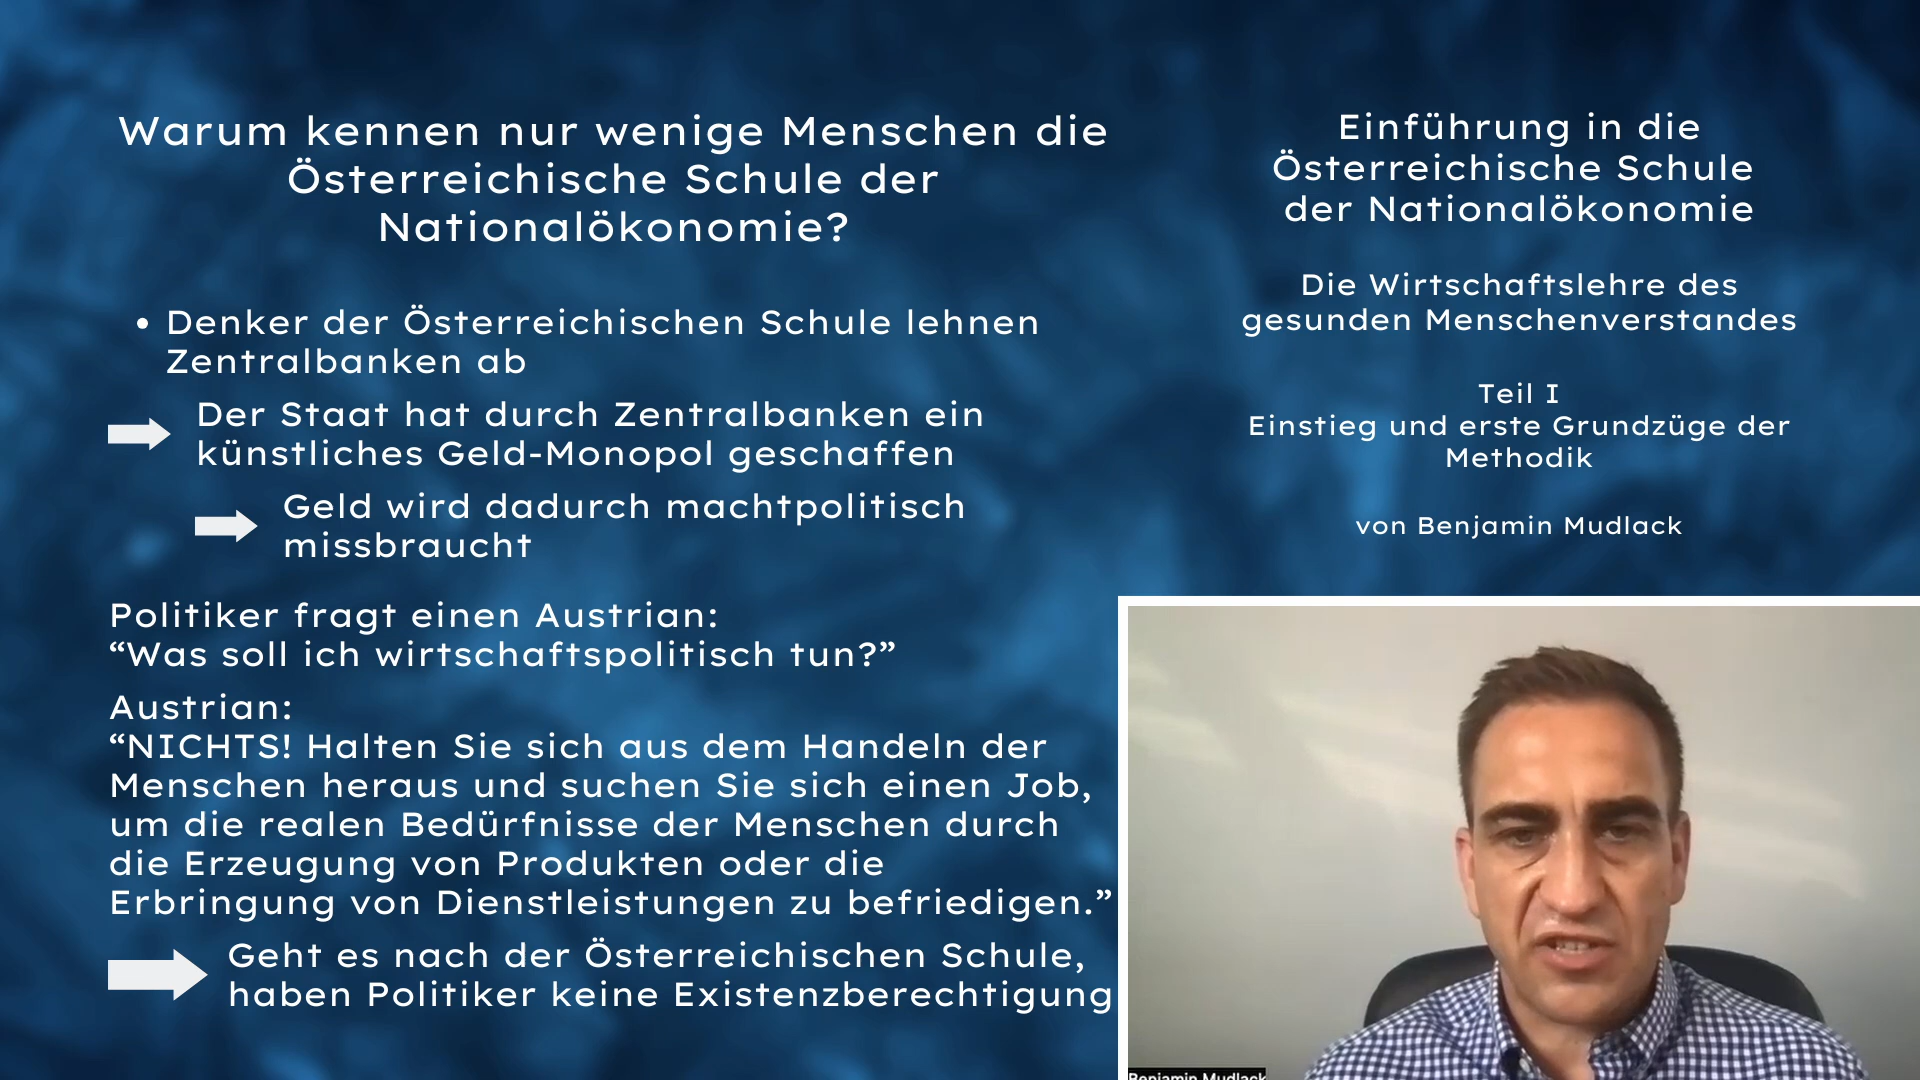 Warum kennen nur wenige Menschen die
Österreichische Schule der
Nationalökonomie?
• Denker der Österreichischen Schule lehnen
Zentralbanken ab
Der Staat hat durch Zentralbanken ein
künstliches Geld-Monopol geschaffen
Geld wird dadurch machtpolitisch
missbraucht
Politiker fragt einen Austrian:
“Was soll ich wirtschaftspolitisch tun?”
Austrian:
“NICHTS! Halten Sie sich aus dem Handeln der
Menschen heraus und suchen Sie sich einen Job,
um die realen Bedürfnisse der Menschen durch
die Erzeugung von Produkten oder die
Erbringung von Dienstleistungen zu befriedigen.”
Geht es nach der Österreichischen Schule,
haben Politiker keine Existenzberechtigung
Einführung in die
Österreichische Schule
der Nationalökonomie
Die Wirtschaftslehre des
gesunden Menschenverstandes
Teil I
Einstieg und erste Grundzüge der
Methodik
von Benjamin Mudlack
Benjamin Mudlack